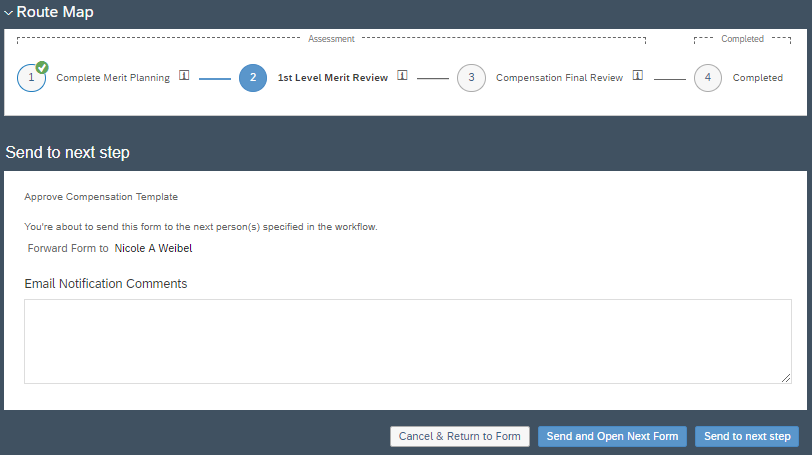 Route Map
Assessment
Completed
1 Complete Merit Planning i 2 1st Level Merit Review i 3 Compensation Final Review i 4 Completed
Send to next step
Approve Compensation Template
You're about to send this form to the next person(s) specified in the workflow.
Forward Form to Nicole A Weibel
Email Notification Comments
Cancel & Return to Form Send and Open Next Form Send to next step